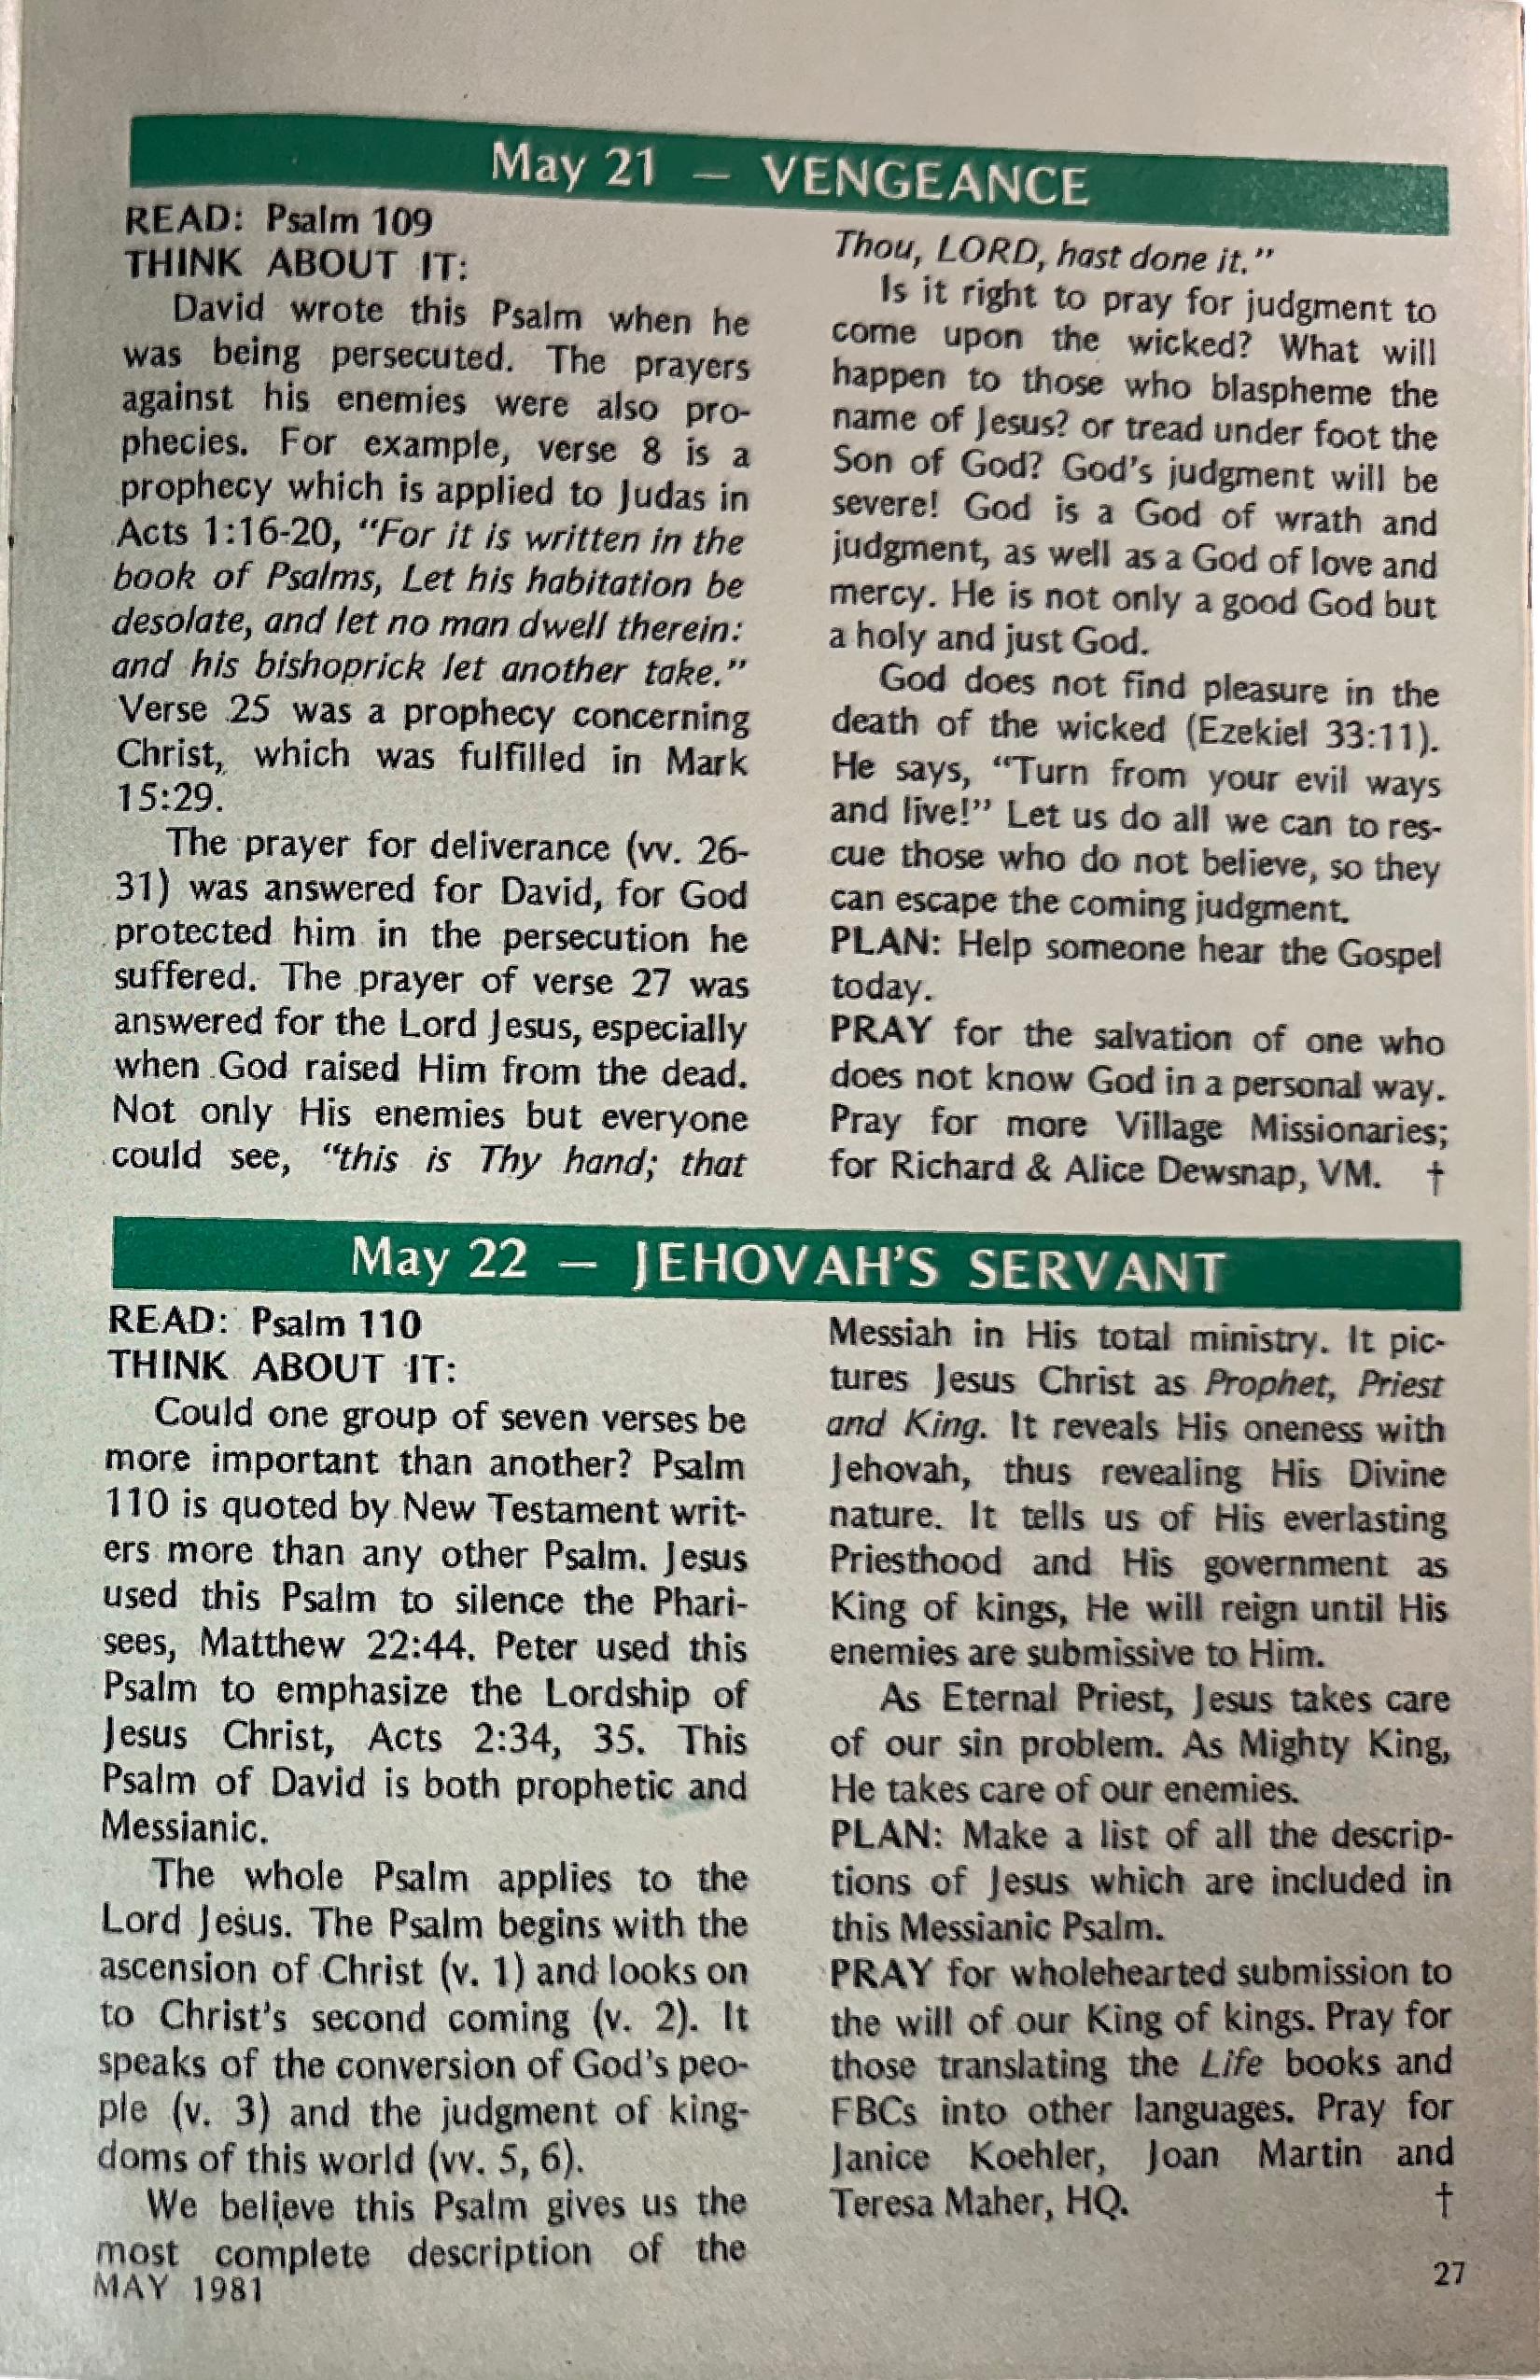 May 21 — VENGEANCE
READ: Psalm 109
THINK ABOUT IT:
David wrote this Psalm when he
was being persecuted. The prayers
against his enemies were also pro-
phecies. For example, verse 8 is a
prophecy which is applied to Judas in
Acts 1:16-20, “For it is written in the
book of Psalms, Let his habitation be
desolate, and let no man dwell therein:
and his bishoprick let another take.”
Verse 25 was a prophecy concerning
Christ, which was fulfilled in Mark
15:29.
The prayer for deliverance (vv. 26-
31) was answered for David, for God
protected him in the persecution he
suffered. The prayer of verse 27 was
answered for the Lord Jesus, especially
when God raised Him from the dead.
Not only His enemies but everyone
could see, “this is Thy hand; that
Thou, LORD, hast done it.”
Is it right to pray for judgment to
come upon the wicked? What will
happen to those who blaspheme the
name of Jesus? or tread under foot the
Son of God? God’s judgment will be
severe! God is a God of wrath and
judgment, as well as a God of love and
mercy. He is not only a good God but
a holy and just God.
God does not find pleasure in the
death of the wicked (Ezekiel 33:11).
He says, “Turn from your evil ways
and live!” Let us do all we can to res-
cue those who do not believe, so they
can escape the coming judgment.
PLAN: Help someone hear the Gospel
today.
PRAY for the salvation of one who
does not know God in a personal way.
Pray for more Village Missionaries;
for Richard & Alice Dewsnap, VM. †
May 22 — JEHOVAH’S SERVANT
READ: Psalm 110
THINK ABOUT IT:
Could one group of seven verses be
more important than another? Psalm
110 is quoted by New Testament writ-
ers more than any other Psalm. Jesus
used this Psalm to silence the Phari-
sees, Matthew 22:44. Peter used this
Psalm to emphasize the Lordship of
Jesus Christ, Acts 2:34, 35. This
Psalm of David is both prophetic and
Messianic.
The whole Psalm applies to the
Lord Jesus. The Psalm begins with the
ascension of Christ (v. 1) and looks on
to Christ’s second coming (v. 2). It
speaks of the conversion of God’s peo-
ple (v. 3) and the judgment of king-
doms of this world (vv. 5, 6).
We believe this Psalm gives us the
most complete description of the
Messiah in His total ministry. It pic-
tures Jesus Christ as Prophet, Priest
and King. It reveals His oneness with
Jehovah, thus revealing His Divine
nature. It tells us of His everlasting
Priesthood and His government as
King of kings, He will reign until His
enemies are submissive to Him.
As Eternal Priest, Jesus takes care
of our sin problem. As Mighty King,
He takes care of our enemies.
PLAN: Make a list of all the descrip-
tions of Jesus which are included in
this Messianic Psalm.
PRAY for wholehearted submission to
the will of our King of kings. Pray for
those translating the Life books and
FBCs into other languages. Pray for
Janice Koehler, Joan Martin and
Teresa Maher, HQ. †
MAY 1981
27